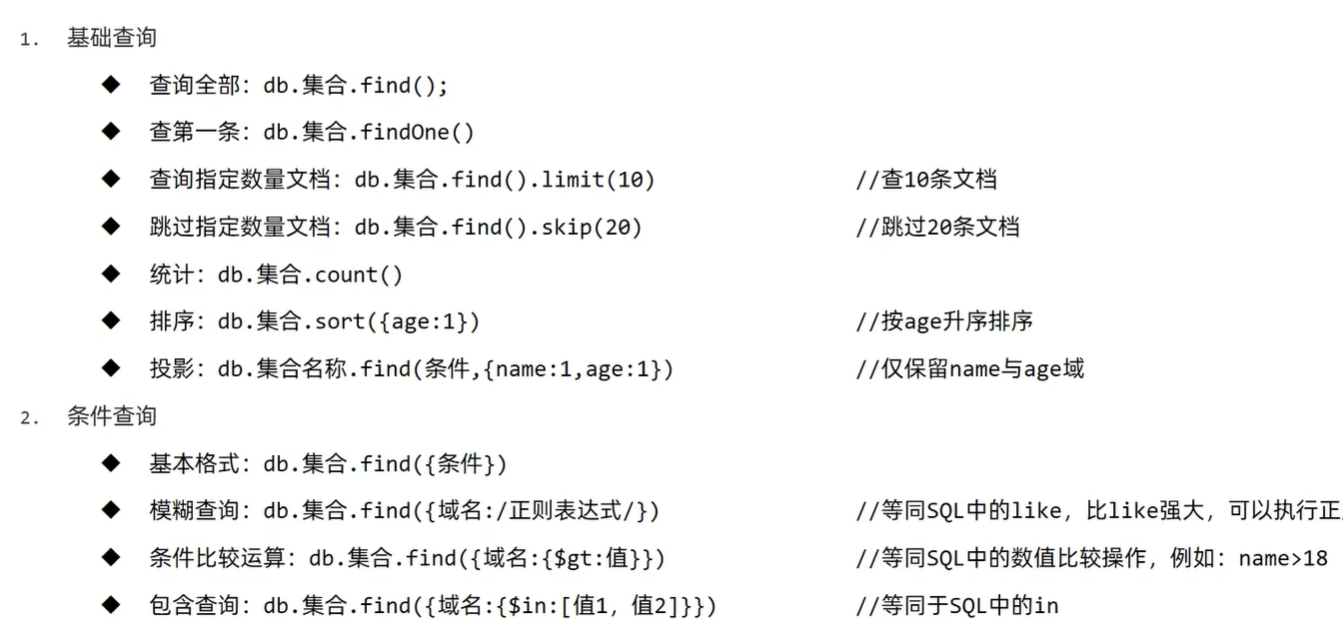 1. 基础查询
◆ 查询全部：db.集合.find();
◆ 查第一条：db.集合.findOne()
◆ 查询指定数量文档：db.集合.find().limit(10) //查10条文档
◆ 跳过指定数量文档：db.集合.find().skip(20) //跳过20条文档
◆ 统计：db.集合.count()
◆ 排序：db.集合.sort({age:1}) //按age升序排序
◆ 投影：db.集合名称.find(条件,{name:1,age:1}) //仅保留name与age域
2. 条件查询
◆ 基本格式：db.集合.find({条件})
◆ 模糊查询：db.集合.find({域名:/正则表达式/}) //等同SQL中的like，比like强大，可以执行正
◆ 条件比较运算：db.集合.find({域名:{$gt:值}}) //等同SQL中的数值比较操作，例如：name>18
◆ 包含查询：db.集合.find({域名:{$in:[值1，值2]}}) //等同于SQL中的in